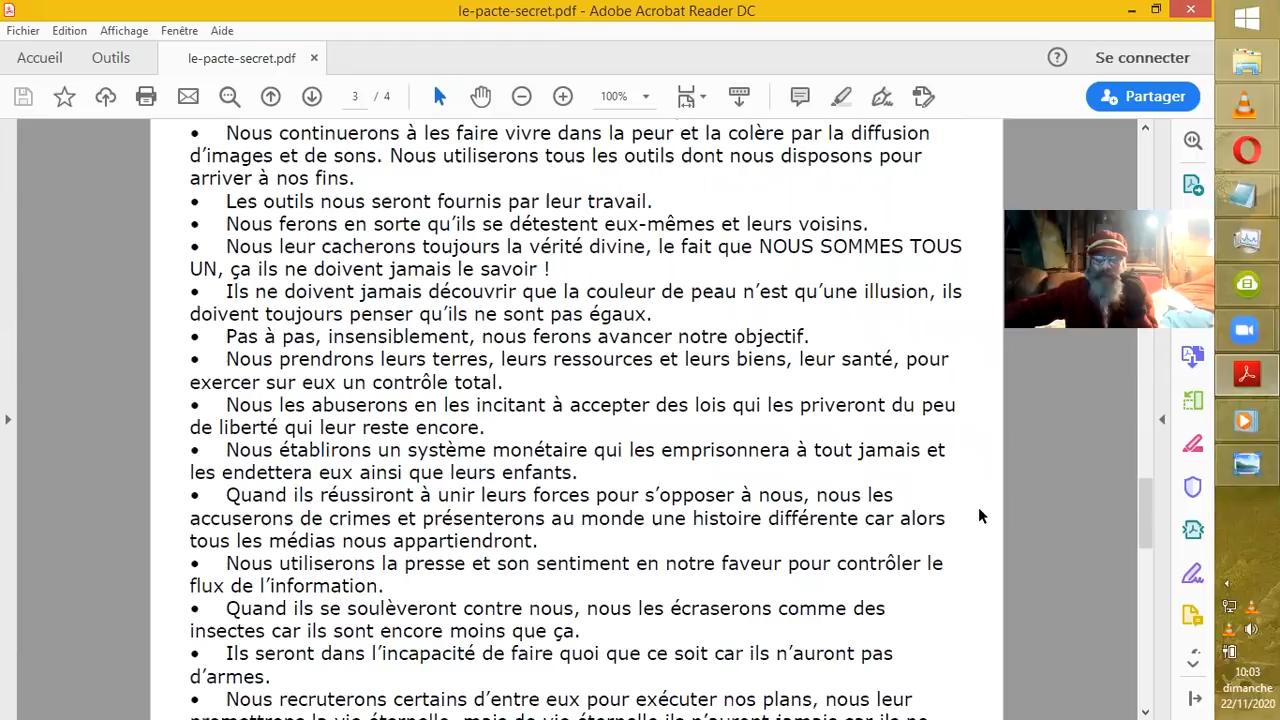 le-pacte-secret.pdf - Adobe Acrobat Reader DC
Fichier Edition Affichage Fenêtre Aide
Accueil Outils le-pacte-secret.pdf × ? Se connecter
3 / 4 100% Partager
• Nous continuerons à les faire vivre dans la peur et la colère par la diffusion
d’images et de sons. Nous utiliserons tous les outils dont nous disposons pour
arriver à nos fins.
• Les outils nous seront fournis par leur travail.
• Nous ferons en sorte qu’ils se détestent eux-mêmes et leurs voisins.
• Nous leur cacherons toujours la vérité divine, le fait que NOUS SOMMES TOUS
UN, ça ils ne doivent jamais le savoir !
• Ils ne doivent jamais découvrir que la couleur de peau n’est qu’une illusion, ils
doivent toujours penser qu’ils ne sont pas égaux.
• Pas à pas, insensiblement, nous ferons avancer notre objectif.
• Nous prendrons leurs terres, leurs ressources et leurs biens, leur santé, pour
exercer sur eux un contrôle total.
• Nous les abuserons en les incitant à accepter des lois qui les priveront du peu
de liberté qui leur reste encore.
• Nous établirons un système monétaire qui les emprisonnera à tout jamais et
les endettera eux ainsi que leurs enfants.
• Quand ils réussiront à unir leurs forces pour s’opposer à nous, nous les
accuserons de crimes et présenterons au monde une histoire différente car alors
tous les médias nous appartiendront.
• Nous utiliserons la presse et son sentiment en notre faveur pour contrôler le
flux de l’information.
• Quand ils se soulèveront contre nous, nous les écraserons comme des
insectes car ils sont encore moins que ça.
• Ils seront dans l’incapacité de faire quoi que ce soit car ils n’auront pas
d’armes.
• Nous recruterons certains d’entre eux pour exécuter nos plans, nous leur
promettrons la vie éternelle, mais de vie éternelle ils n’auront jamais car ils ne
10:03
dimanche
22/11/2020